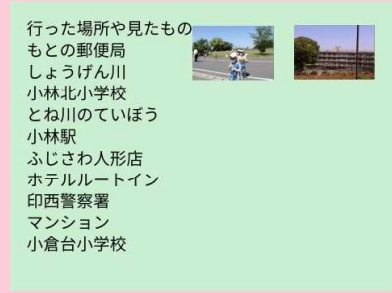 行った場所や見たもの
もとの郵便局
しょうげん川
小林北小学校
とね川のていぼう
小林駅
ふじさわ人形店
ホテルルートイン
印西警察署
マンション
小倉台小学校